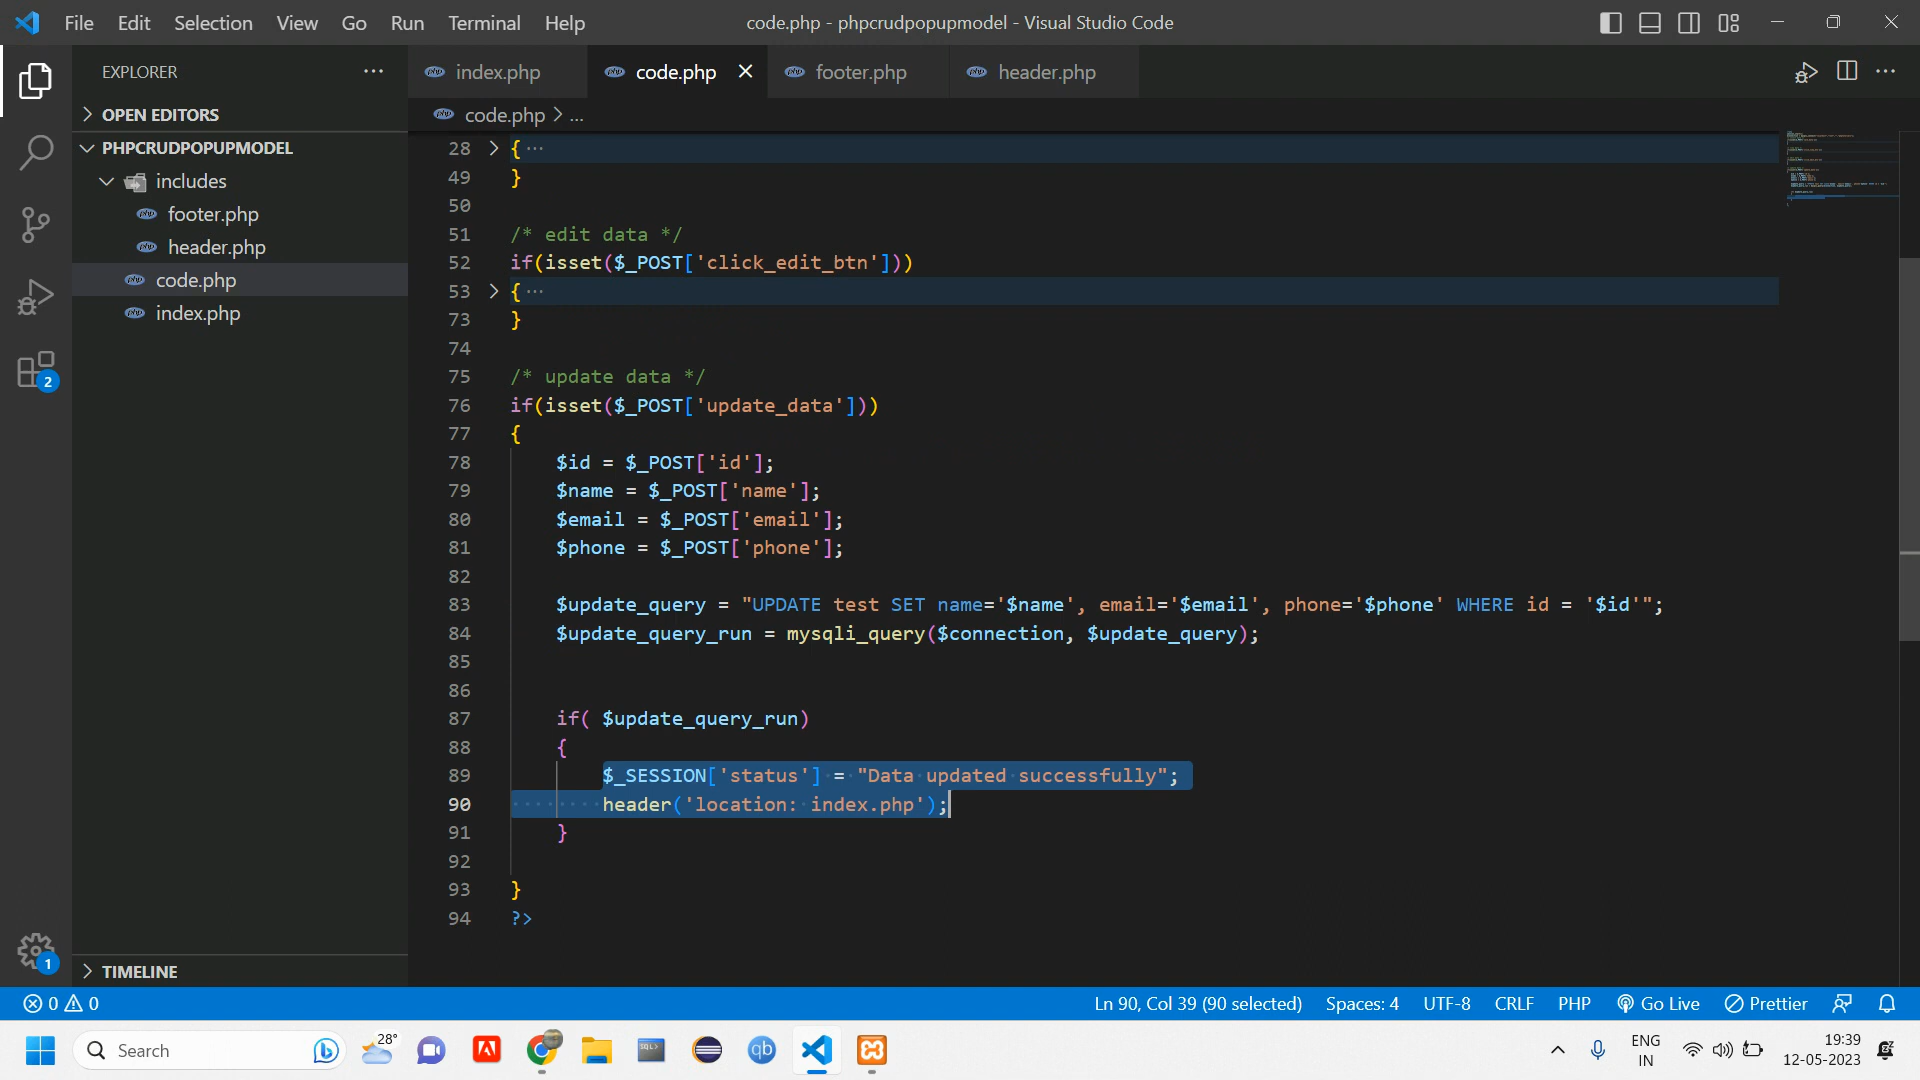 File Edit Selection View Go Run Terminal Help
code.php - phpcrudpopupmodel - Visual Studio Code
EXPLORER
OPEN EDITORS
PHPCRUDPOPUPMODEL
includes
footer.php
header.php
code.php
index.php
TIMELINE
index.php
code.php
footer.php
header.php
code.php > ...
28 {
49 }
50
51 /* edit data */
52 if(isset($_POST['click_edit_btn']))
53 {
73 }
74
75 /* update data */
76 if(isset($_POST['update_data']))
77 {
78 $id = $_POST['id'];
79 $name = $_POST['name'];
80 $email = $_POST['email'];
81 $phone = $_POST['phone'];
82
83 $update_query = "UPDATE test SET name='$name', email='$email', phone='$phone' WHERE id = '$id'";
84 $update_query_run = mysqli_query($connection, $update_query);
85
86
87 if( $update_query_run)
88 {
89 $_SESSION['status'] = "Data updated successfully";
90 header('location: index.php');
91 }
92
93 }
94 ?>
2
1
0 0
Ln 90, Col 39 (90 selected) Spaces: 4 UTF-8 CRLF PHP Go Live Prettier
Search
28°
SQL>
qb
ENG
IN
19:39
12-05-2023